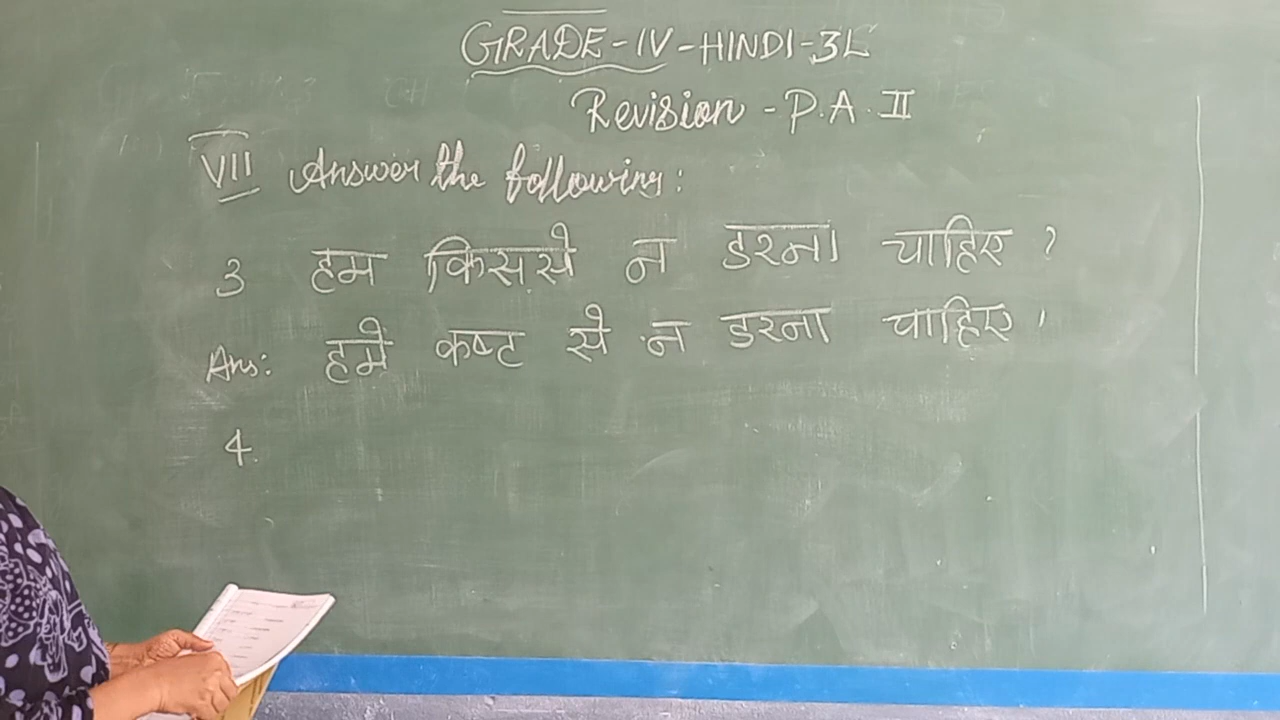 GRADE-IV-HINDI-3L
Revision - P.A. II
VII Answer the following:
3 हम किससे न डरना चाहिए ?
Ans: हमे कष्ट से न डरना चाहिए ।
4.